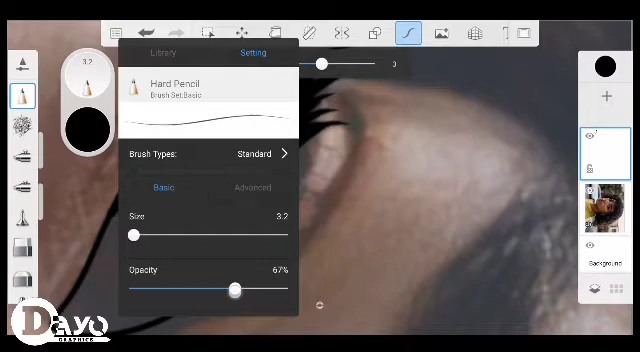 3.2
Library
Setting
0
Hard Pencil
Brush Set:Basic
Brush Types:
Standard
Basic
Advanced
Size
3.2
Opacity
67%
Background
Dayo
GRAPHICS